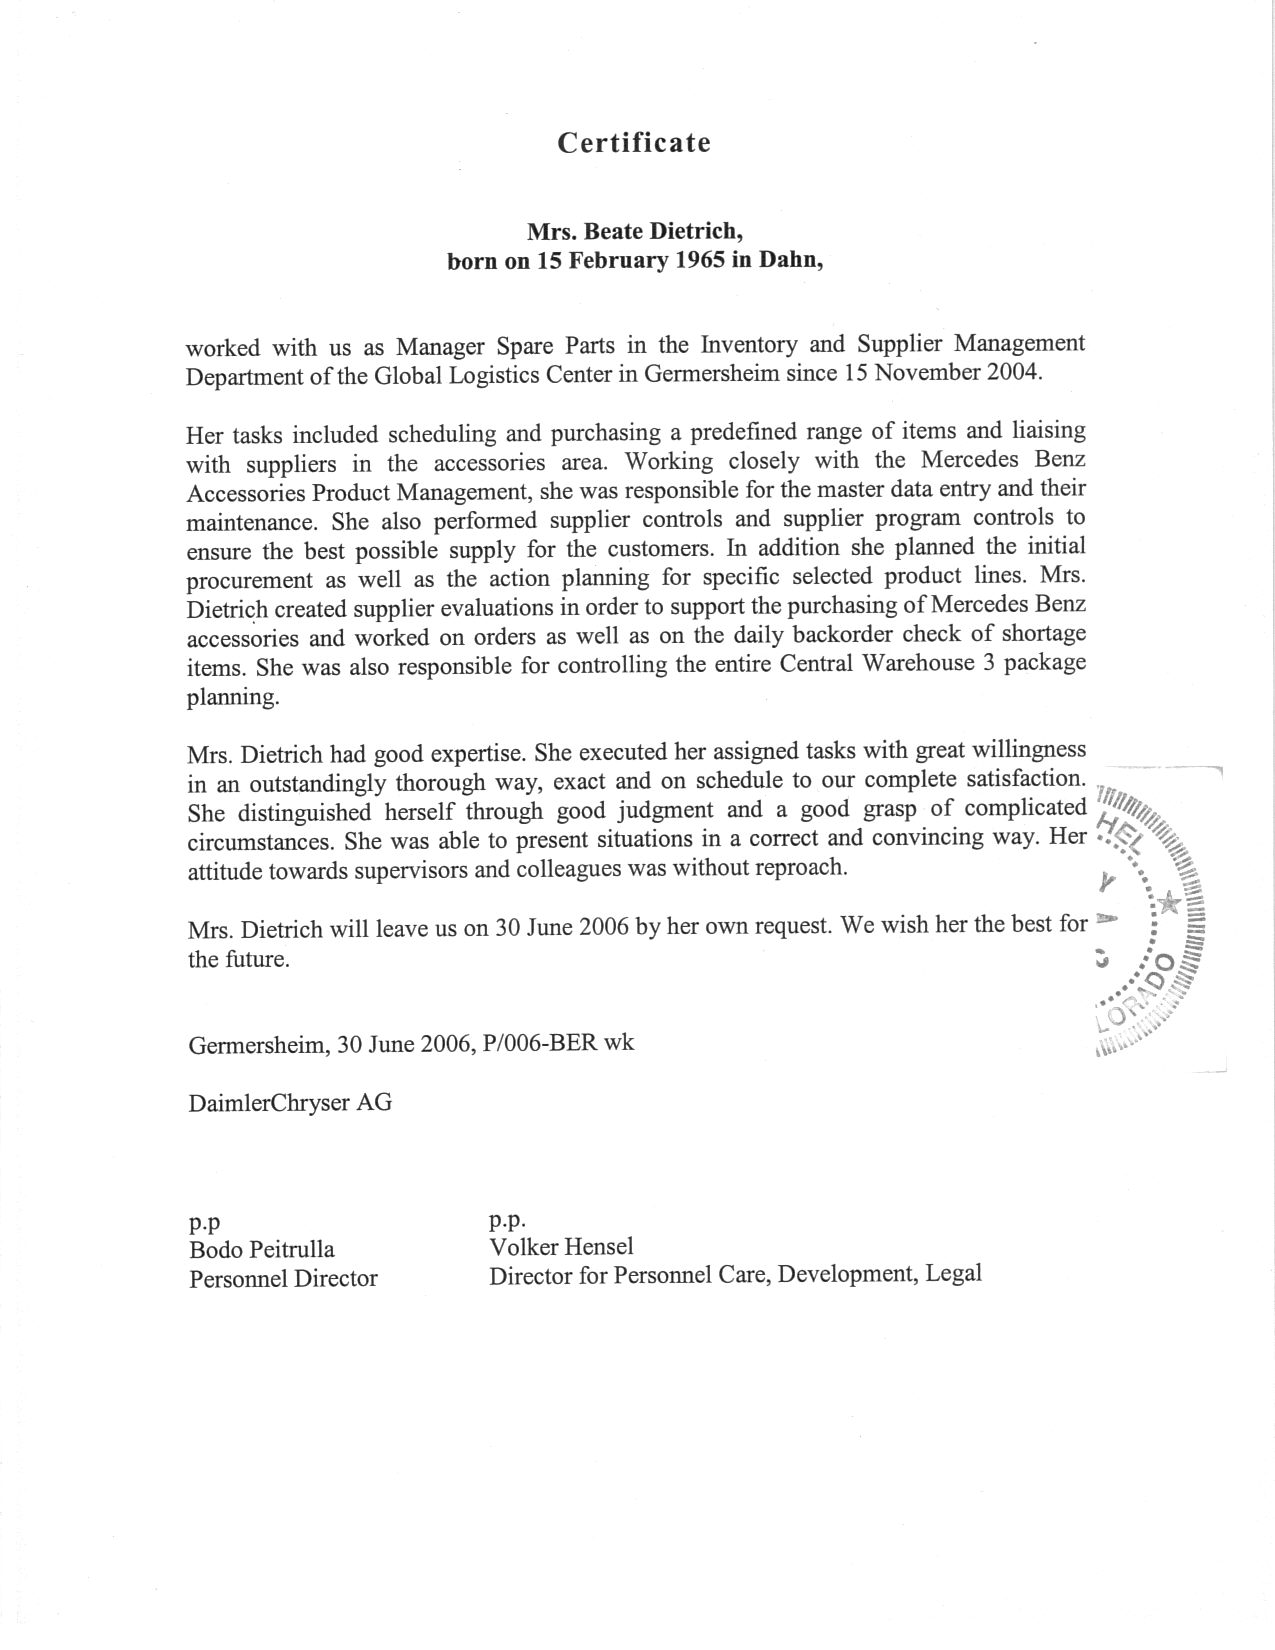 Certificate
Mrs. Beate Dietrich,
born on 15 February 1965 in Dahn,
worked with us as Manager Spare Parts in the Inventory and Supplier Management
Department of the Global Logistics Center in Germersheim since 15 November 2004.
Her tasks included scheduling and purchasing a predefined range of items and liaising
with suppliers in the accessories area. Working closely with the Mercedes Benz
Accessories Product Management, she was responsible for the master data entry and their
maintenance. She also performed supplier controls and supplier program controls to
ensure the best possible supply for the customers. In addition she planned the initial
procurement as well as the action planning for specific selected product lines. Mrs.
Dietrich created supplier evaluations in order to support the purchasing of Mercedes Benz
accessories and worked on orders as well as on the daily backorder check of shortage
items. She was also responsible for controlling the entire Central Warehouse 3 package
planning.
Mrs. Dietrich had good expertise. She executed her assigned tasks with great willingness
in an outstandingly thorough way, exact and on schedule to our complete satisfaction.
She distinguished herself through good judgment and a good grasp of complicated
circumstances. She was able to present situations in a correct and convincing way. Her
attitude towards supervisors and colleagues was without reproach.
Mrs. Dietrich will leave us on 30 June 2006 by her own request. We wish her the best for
the future.
HEL
LORADO
Germersheim, 30 June 2006, P/006-BER wk
DaimlerChryser AG
p.p p.p.
Bodo Peitrulla Volker Hensel
Personnel Director Director for Personnel Care, Development, Legal